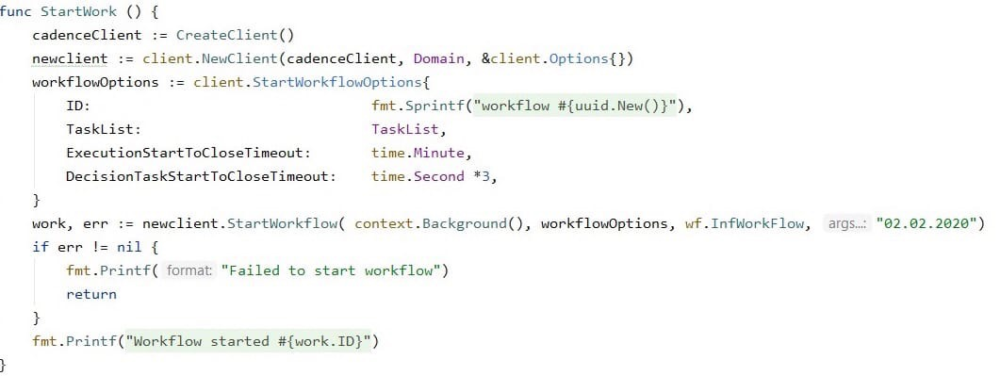 func StartWork () {
    cadenceClient := CreateClient()
    newclient := client.NewClient(cadenceClient, Domain, &client.Options{})
    workflowOptions := client.StartWorkflowOptions{
        ID:                              fmt.Sprintf("workflow #{uuid.New()}"),
        TaskList:                        TaskList,
        ExecutionStartToCloseTimeout:    time.Minute,
        DecisionTaskStartToCloseTimeout: time.Second *3,
    }
    work, err := newclient.StartWorkflow( context.Background(), workflowOptions, wf.InfWorkFlow, args...: "02.02.2020")
    if err != nil {
        fmt.Printf( format: "Failed to start workflow")
        return
    }
    fmt.Printf("Workflow started #{work.ID}")
}